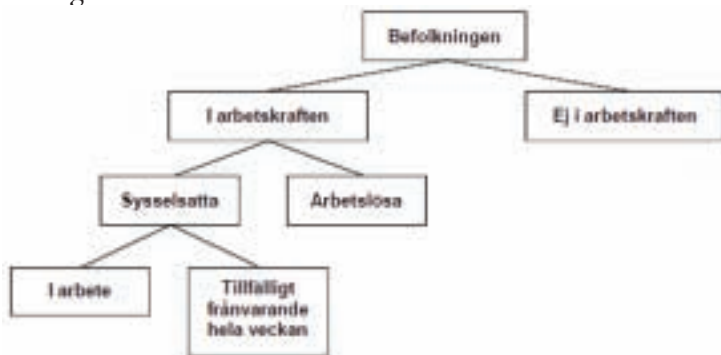 Befolkningen
I arbetskraften
Ej i arbetskraften
Sysselsatta
Arbetslösa
I arbete
Tillfälligt
frånvarande
hela veckan